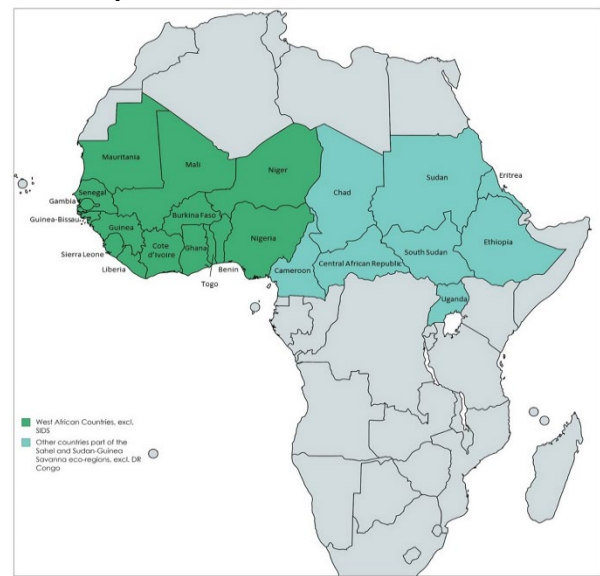 Mauritania
Mali
Niger
Chad
Sudan
Eritrea
Senegal
Gambia
Guinea-Bissau
Guinea
Burkina Faso
Sierra Leone
Liberia
Cote
d'Ivoire
Ghana
Togo
Benin
Nigeria
Cameroon
Central African Republic
South Sudan
Ethiopia
Uganda
West African Countries, excl.
SIDS
Other countries part of the
Sahel and Sudan-Guinea
Savanna eco-regions, excl. DR
Congo